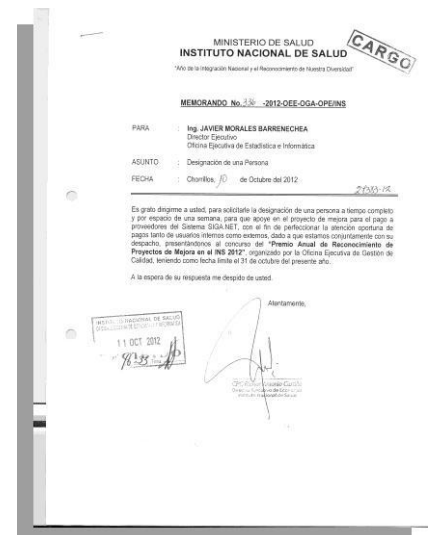 MINISTERIO DE SALUD
INSTITUTO NACIONAL DE SALUD
CARGO
"Año de la Integración Nacional y el Reconocimiento de Nuestra Diversidad"
MEMORANDO No. -2012-OEE-OGA-OPE/INS
PARA : Ing. JAVIER MORALES BARRENECHEA
Director Ejecutivo
Oficina Ejecutiva de Estadística e Informática
ASUNTO : Designación de una Persona
FECHA : Chorrillos, 10 de Octubre del 2012
Es grato dirigirme a usted, para solicitarle la designación de una persona a tiempo completo
y por espacio de una semana, para que apoye en el proyecto de mejora para el pago a
proveedores del Sistema SIGA.NET, con el fin de perfeccionar la atención oportuna de
pagos tanto de usuarios internos como externos, dado a que estamos conjuntamente con su
despacho, presentándonos al concurso del "Premio Anual de Reconocimiento de
Proyectos de Mejora en el INS 2012", organizado por la Oficina Ejecutiva de Gestión de
Calidad, teniendo como fecha límite el 31 de octubre del presente año.
A la espera de su respuesta me despido de usted.
Atentamente,
INSTITUTO NACIONAL DE SALUD
11 OCT 2012